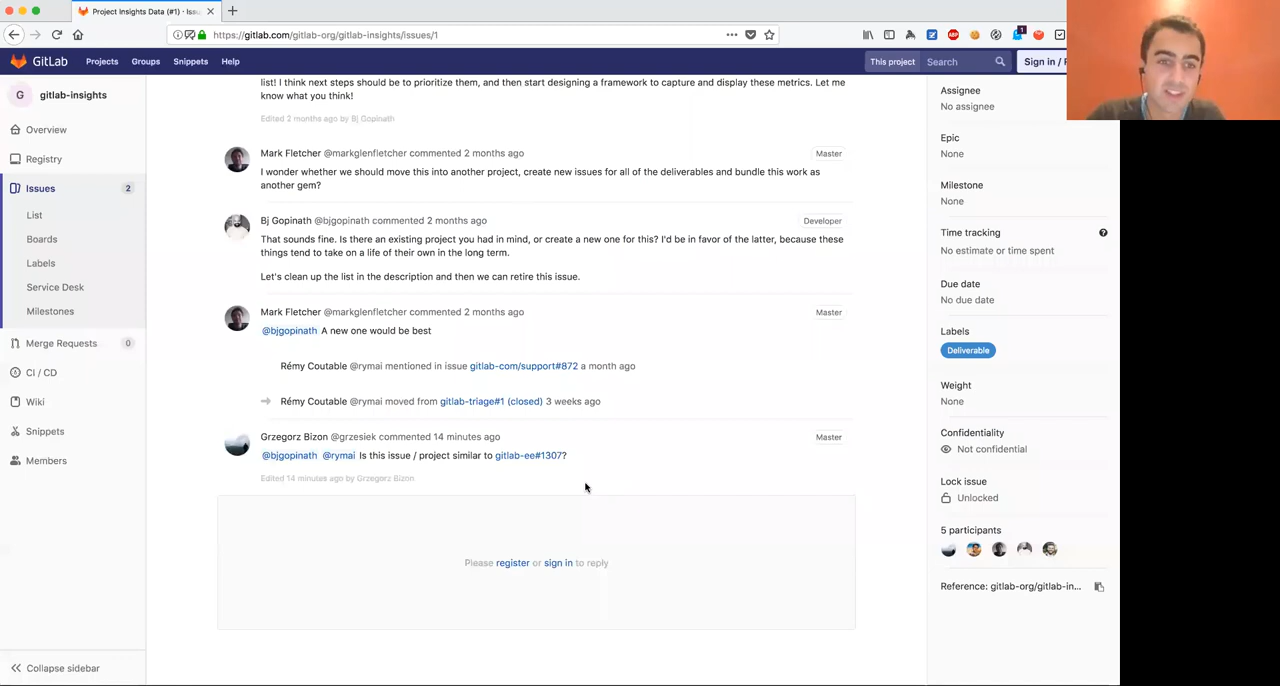 Project Insights Data (#1) · Issu
https://gitlab.com/gitlab-org/gitlab-insights/issues/1
ABP
1
GitLab Projects Groups Snippets Help This project Search Sign in / R
G gitlab-insights
Overview
Registry
Issues 2
List
Boards
Labels
Service Desk
Milestones
Merge Requests 0
CI / CD
Wiki
Snippets
Members
Collapse sidebar
list! I think next steps should be to prioritize them, and then start designing a framework to capture and display these metrics. Let me
know what you think!
Edited 2 months ago by Bj Gopinath
Mark Fletcher @markglenfletcher commented 2 months ago Master
I wonder whether we should move this into another project, create new issues for all of the deliverables and bundle this work as
another gem?
Bj Gopinath @bjgopinath commented 2 months ago Developer
That sounds fine. Is there an existing project you had in mind, or create a new one for this? I'd be in favor of the latter, because these
things tend to take on a life of their own in the long term.
Let's clean up the list in the description and then we can retire this issue.
Mark Fletcher @markglenfletcher commented 2 months ago Master
@bjgopinath A new one would be best
Rémy Coutable @rymai mentioned in issue gitlab-com/support#872 a month ago
Rémy Coutable @rymai moved from gitlab-triage#1 (closed) 3 weeks ago
Grzegorz Bizon @grzesiek commented 14 minutes ago Master
@bjgopinath @rymai Is this issue / project similar to gitlab-ee#1307?
Edited 14 minutes ago by Grzegorz Bizon
Please register or sign in to reply
Assignee
No assignee
Epic
None
Milestone
None
Time tracking ?
No estimate or time spent
Due date
No due date
Labels
Deliverable
Weight
None
Confidentiality
Not confidential
Lock issue
Unlocked
5 participants
Reference: gitlab-org/gitlab-in...